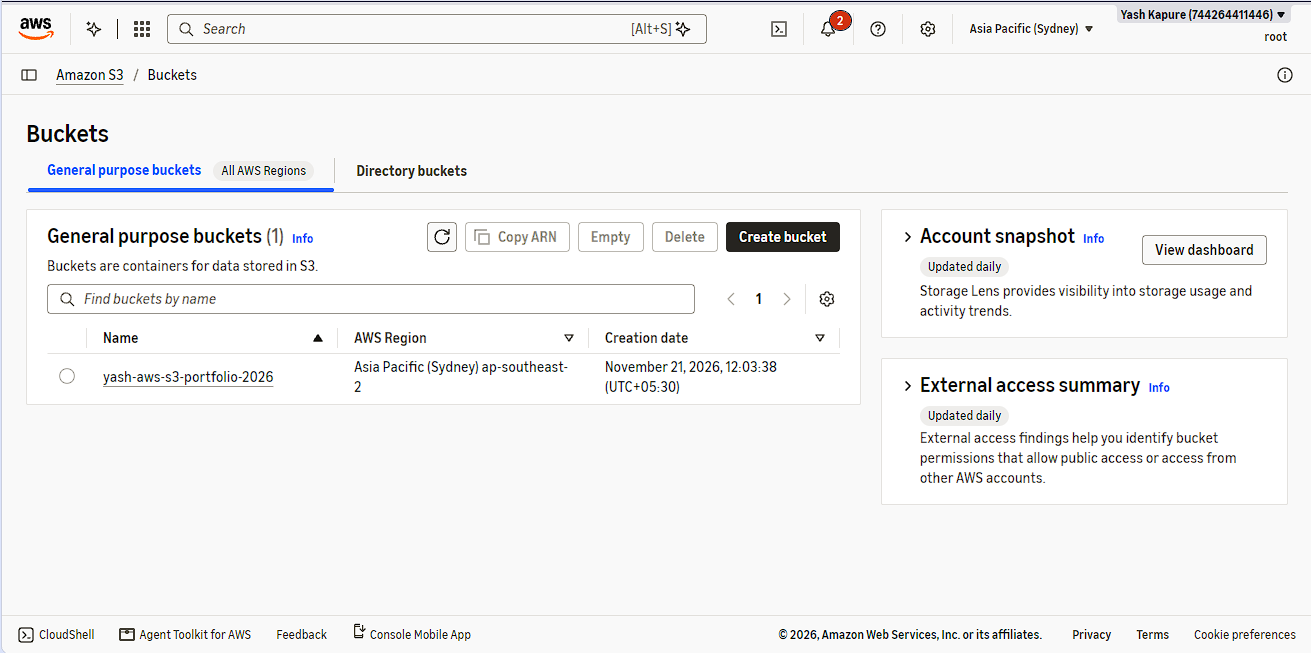 aws
Search [Alt+S]
2
Asia Pacific (Sydney)
Yash Kapure (744264411446)
root
Amazon S3 / Buckets
Buckets
General purpose buckets All AWS Regions Directory buckets
General purpose buckets (1) Info
Copy ARN Empty Delete Create bucket
Buckets are containers for data stored in S3.
Find buckets by name
1
Name AWS Region Creation date
yash-aws-s3-portfolio-2026
Asia Pacific (Sydney) ap-southeast-
2
November 21, 2026, 12:03:38
(UTC+05:30)
Account snapshot Info
View dashboard
Updated daily
Storage Lens provides visibility into storage usage and
activity trends.
External access summary Info
Updated daily
External access findings help you identify bucket
permissions that allow public access or access from
other AWS accounts.
CloudShell Agent Toolkit for AWS Feedback Console Mobile App © 2026, Amazon Web Services, Inc. or its affiliates. Privacy Terms Cookie preferences